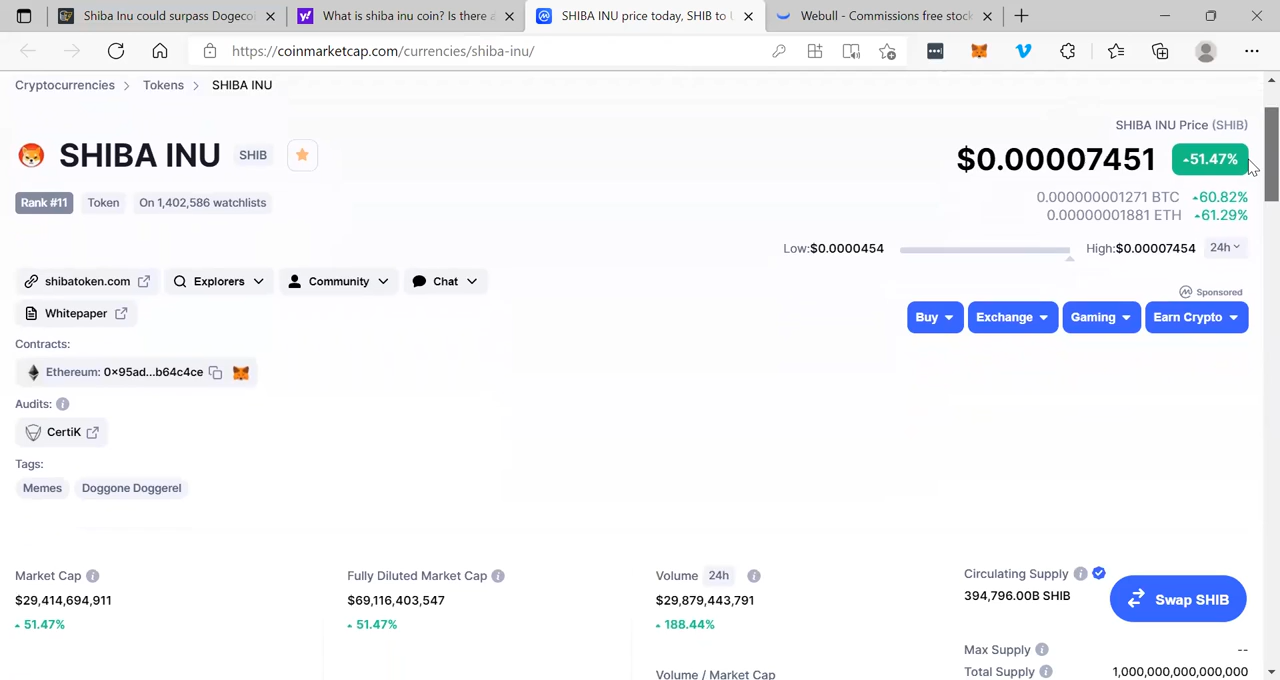 Shiba Inu could surpass Dogecoi
What is shiba inu coin? Is there a
SHIBA INU price today, SHIB to U
Webull - Commissions free stock
https://coinmarketcap.com/currencies/shiba-inu/
Cryptocurrencies > Tokens > SHIBA INU
SHIBA INU Price (SHIB)
SHIBA INU SHIB
$0.00007451 51.47%
0.000000001271 BTC 60.82%
Rank #11 Token On 1,402,586 watchlists
0.00000001881 ETH 61.29%
Low:$0.0000454 High:$0.00007454 24h
shibatoken.com Explorers Community Chat
Sponsored
Whitepaper
Buy Exchange Gaming Earn Crypto
Contracts:
Ethereum: 0x95ad...b64c4ce
Audits:
CertiK
Tags:
Memes Doggone Doggerel
Market Cap Fully Diluted Market Cap Volume 24h Circulating Supply
$29,414,694,911 $69,116,403,547 $29,879,443,791 394,796.00B SHIB
Swap SHIB
51.47% 51.47% 188.44%
Max Supply --
Volume / Market Cap Total Supply 1,000,000,000,000,000